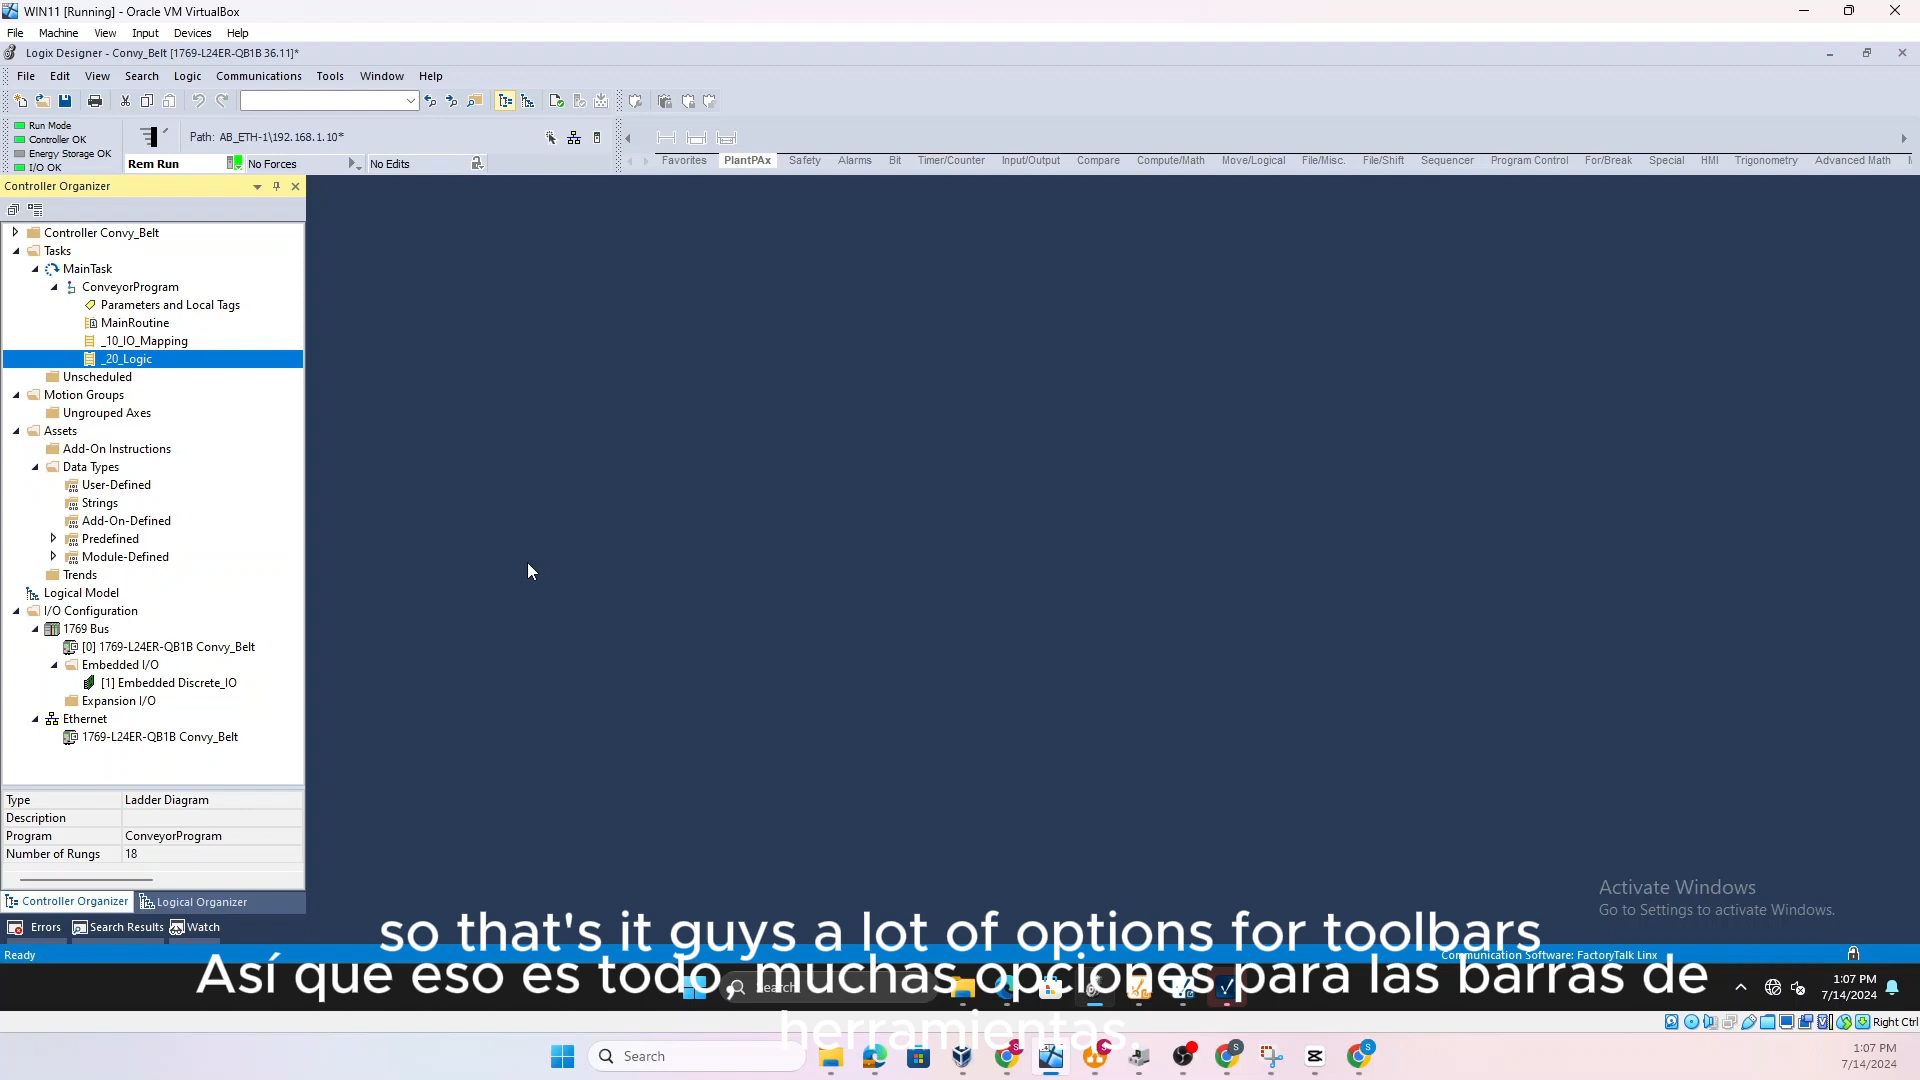 WIN11 [Running] - Oracle VM VirtualBox
File Machine View Input Devices Help
Logix Designer - Convy_Belt [1769-L24ER-QB1B 36.11]*
File Edit View Search Logic Communications Tools Window Help
Run Mode
Controller OK
Energy Storage OK
I/O OK
Path: AB_ETH-1\192.168.1.10*
Rem Run No Forces No Edits
Favorites PlantPAx Safety Alarms Bit Timer/Counter Input/Output Compare Compute/Math Move/Logical File/Misc. File/Shift Sequencer Program Control For/Break Special HMI Trigonometry Advanced Math
Controller Organizer
Controller Convy_Belt
Tasks
MainTask
ConveyorProgram
Parameters and Local Tags
MainRoutine
_10_IO_Mapping
_20_Logic
Unscheduled
Motion Groups
Ungrouped Axes
Assets
Add-On Instructions
Data Types
User-Defined
Strings
Add-On-Defined
Predefined
Module-Defined
Trends
Logical Model
I/O Configuration
1769 Bus
[0] 1769-L24ER-QB1B Convy_Belt
Embedded I/O
[1] Embedded Discrete_IO
Expansion I/O
Ethernet
1769-L24ER-QB1B Convy_Belt
Type Ladder Diagram
Description
Program ConveyorProgram
Number of Rungs 18
Controller Organizer Logical Organizer
Errors Search Results Watch
Activate Windows
Go to Settings to activate Windows.
so that's it guys a lot of options for toolbars
Ready
Communication Software: FactoryTalk Linx
Así que eso es todo, muchas opciones para las barras de
herramientas.
Search
1:07 PM
7/14/2024
Right Ctrl
Search
1:07 PM
7/14/2024